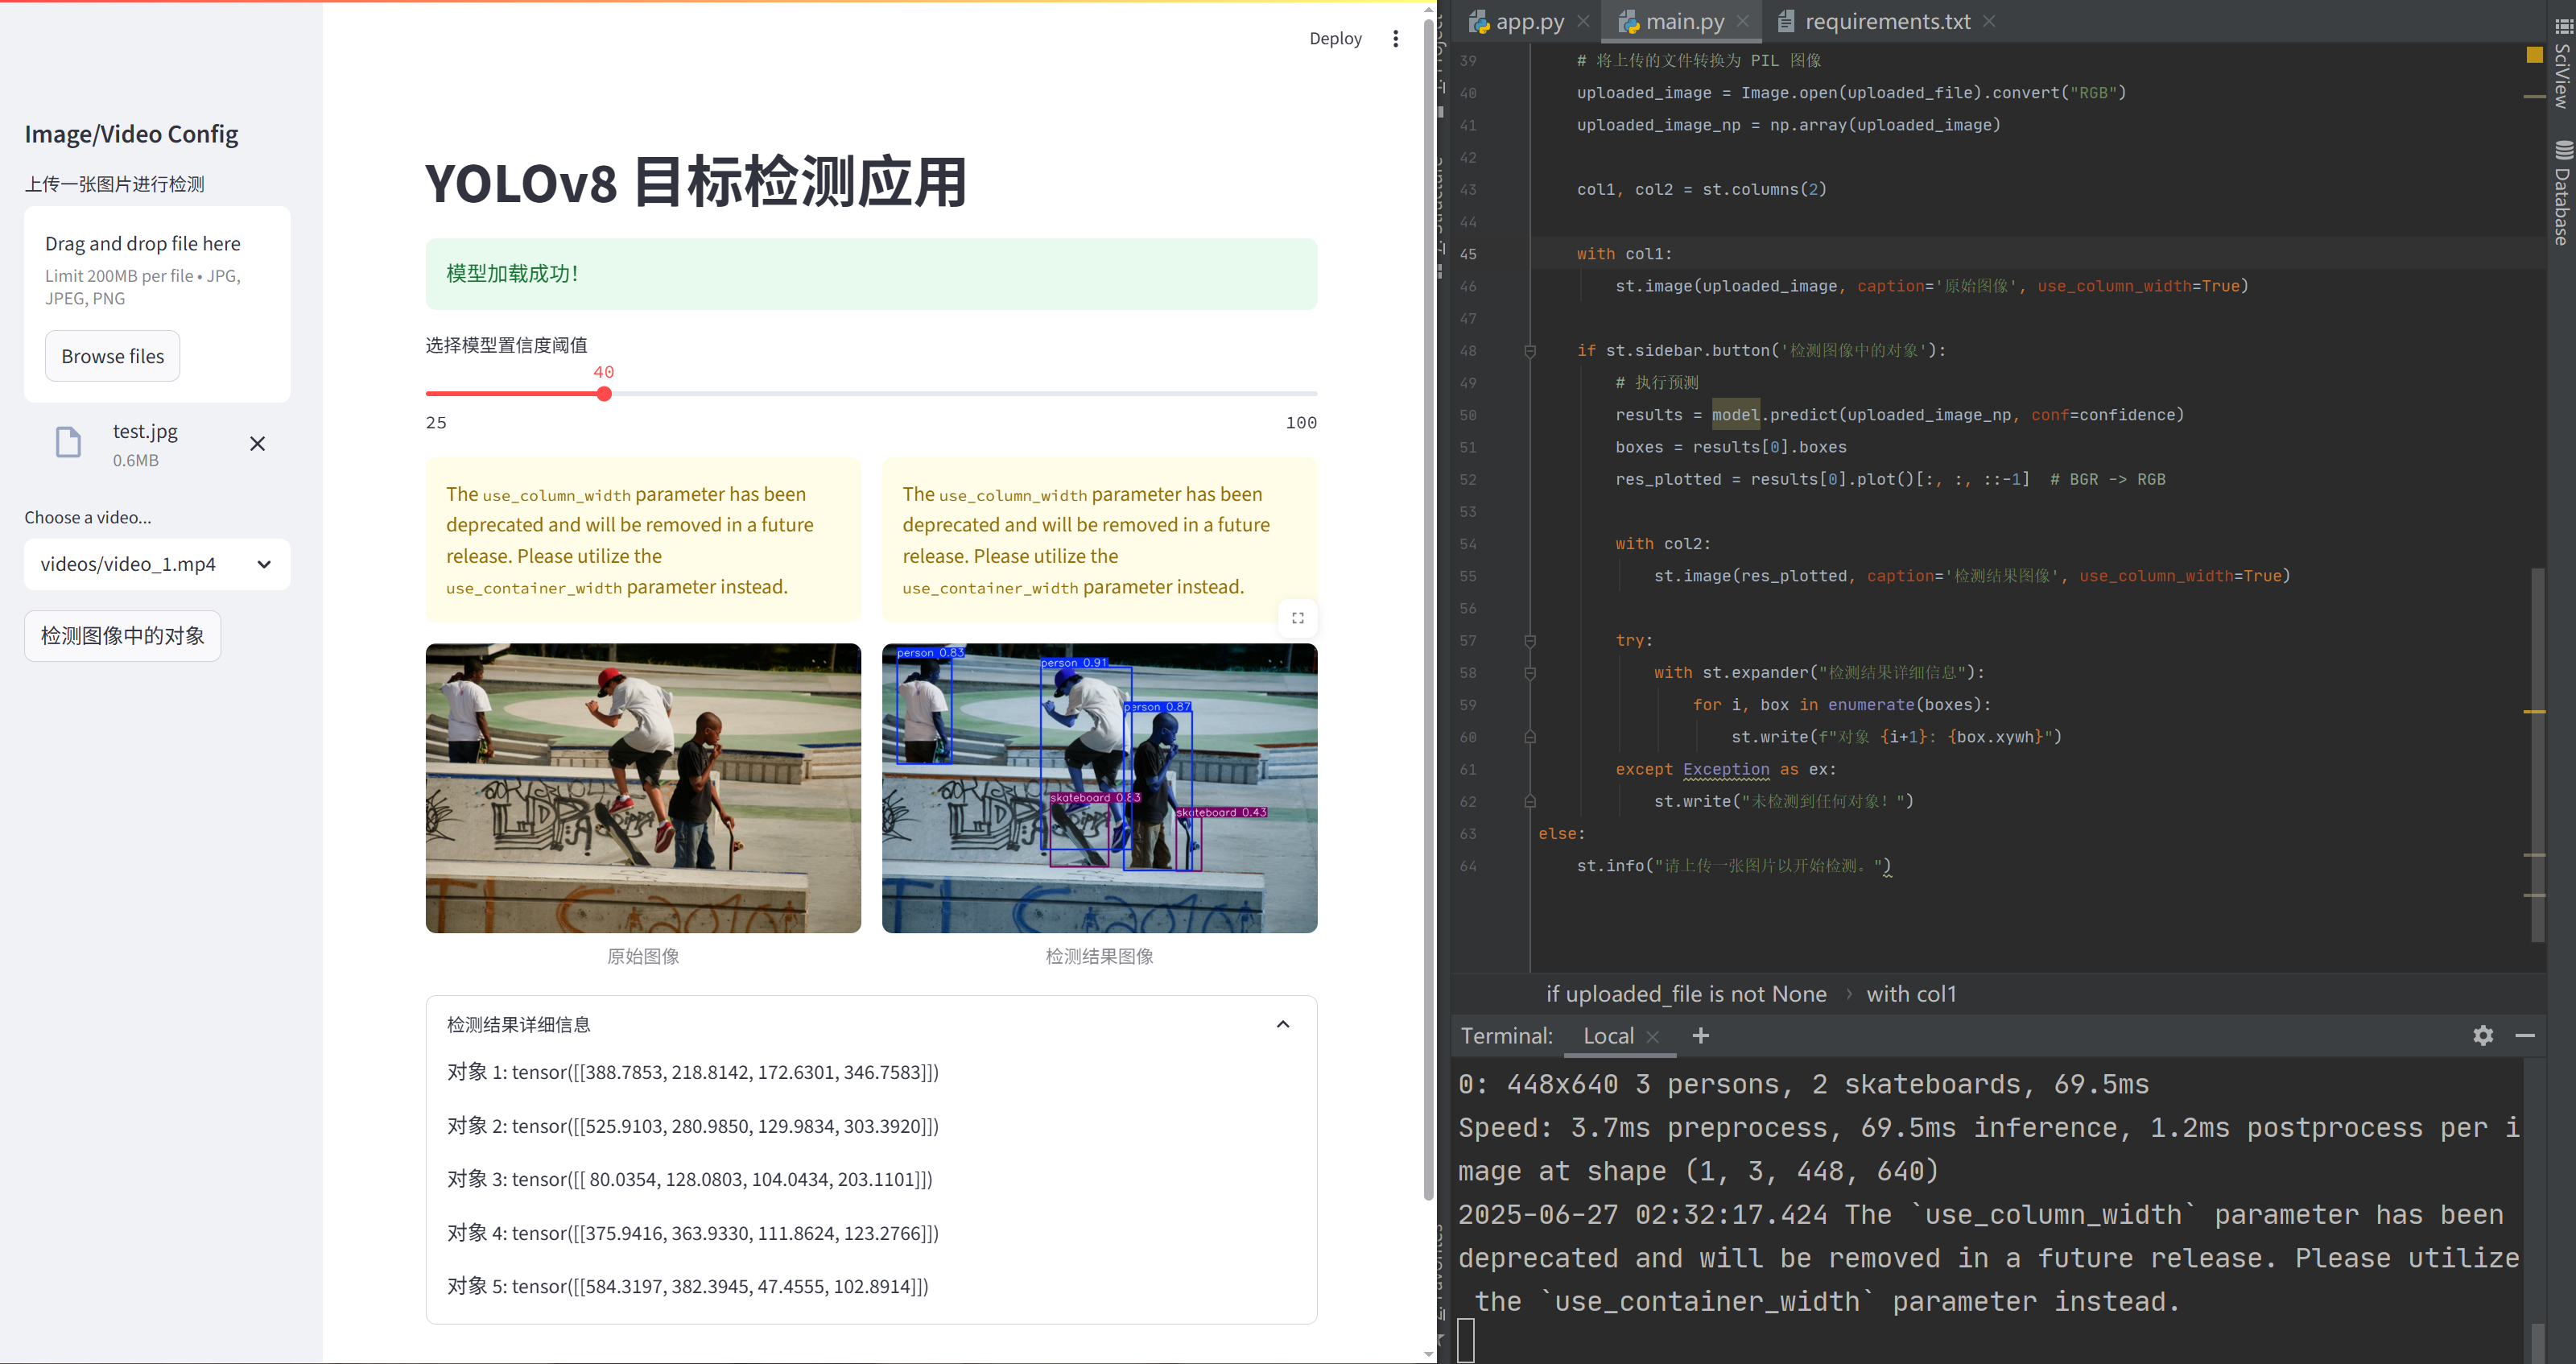 Deploy
Image/Video Config
上传一张图片进行检测
Drag and drop file here
Limit 200MB per file • JPG,
JPEG, PNG
Browse files
test.jpg
0.6MB
Choose a video...
videos/video_1.mp4
检测图像中的对象
YOLOv8 目标检测应用
模型加载成功！
选择模型置信度阈值
40
25
100
The use_column_width parameter has been
deprecated and will be removed in a future
release. Please utilize the
use_container_width parameter instead.
The use_column_width parameter has been
deprecated and will be removed in a future
release. Please utilize the
use_container_width parameter instead.
person 0.83
person 0.91
person 0.87
skateboard 0.83
skateboard 0.43
原始图像
检测结果图像
检测结果详细信息
对象 1: tensor([[388.7853, 218.8142, 172.6301, 346.7583]])
对象 2: tensor([[525.9103, 280.9850, 129.9834, 303.3920]])
对象 3: tensor([[ 80.0354, 128.0803, 104.0434, 203.1101]])
对象 4: tensor([[375.9416, 363.9330, 111.8624, 123.2766]])
对象 5: tensor([[584.3197, 382.3945, 47.4555, 102.8914]])
app.py
main.py
requirements.txt
39 # 将上传的文件转换为 PIL 图像
40 uploaded_image = Image.open(uploaded_file).convert("RGB")
41 uploaded_image_np = np.array(uploaded_image)
42
43 col1, col2 = st.columns(2)
44
45 with col1:
46 st.image(uploaded_image, caption='原始图像', use_column_width=True)
47
48 if st.sidebar.button('检测图像中的对象'):
49 # 执行预测
50 results = model.predict(uploaded_image_np, conf=confidence)
51 boxes = results[0].boxes
52 res_plotted = results[0].plot()[:, :, ::-1]  # BGR -> RGB
53
54 with col2:
55 st.image(res_plotted, caption='检测结果图像', use_column_width=True)
56
57 try:
58 with st.expander("检测结果详细信息"):
59 for i, box in enumerate(boxes):
60 st.write(f"对象 {i+1}: {box.xywh}")
61 except Exception as ex:
62 st.write("未检测到任何对象！")
63 else:
64 st.info("请上传一张图片以开始检测。")
if uploaded_file is not None › with col1
SciView
Database
Terminal:
Local
0: 448x640 3 persons, 2 skateboards, 69.5ms
Speed: 3.7ms preprocess, 69.5ms inference, 1.2ms postprocess per i
mage at shape (1, 3, 448, 640)
2025-06-27 02:32:17.424 The `use_column_width` parameter has been
deprecated and will be removed in a future release. Please utilize
the `use_container_width` parameter instead.